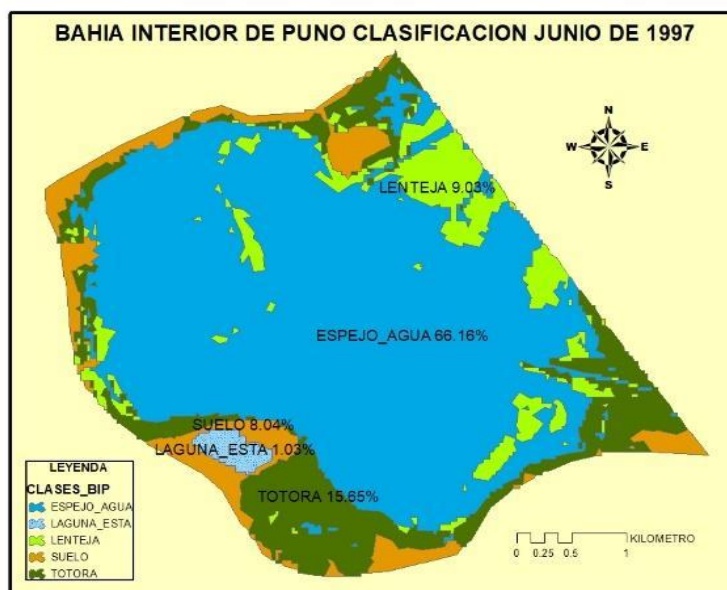 BAHIA INTERIOR DE PUNO CLASIFICACION JUNIO DE 1997
N
W E
S
LENTEJA 9.03%
ESPEJO_AGUA 66.16%
SUELO 8.04%
LAGUNA_ESTA 1.03%
TOTORA 15.65%
LEYENDA
CLASES_BIP
ESPEJO_AGUA
LAGUNA_ESTA
LENTEJA
SUELO
TOTORA
KILOMETRO
0 0.25 0.5 1